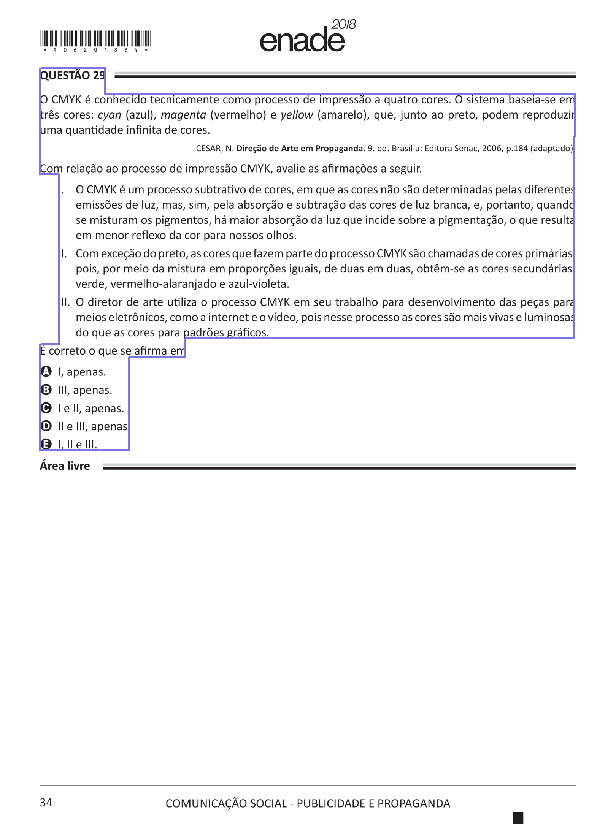 *R06201834*
enade 2018
QUESTÃO 29
O CMYK é conhecido tecnicamente como processo de impressão a quatro cores. O sistema baseia-se em
três cores: cyan (azul), magenta (vermelho) e yellow (amarelo), que, junto ao preto, podem reproduzir
uma quantidade infinita de cores.
CESAR, N. Direção de Arte em Propaganda. 9. ed. Brasília: Editora Senac, 2006, p.184 (adaptado)
Com relação ao processo de impressão CMYK, avalie as afirmações a seguir.
. O CMYK é um processo subtrativo de cores, em que as cores não são determinadas pelas diferentes
emissões de luz, mas, sim, pela absorção e subtração das cores de luz branca, e, portanto, quando
se misturam os pigmentos, há maior absorção da luz que incide sobre a pigmentação, o que resulta
em menor reflexo da cor para nossos olhos.
I. Com exceção do preto, as cores que fazem parte do processo CMYK são chamadas de cores primárias
pois, por meio da mistura em proporções iguais, de duas em duas, obtêm-se as cores secundárias
verde, vermelho-alaranjado e azul-violeta.
II. O diretor de arte utiliza o processo CMYK em seu trabalho para desenvolvimento das peças para
meios eletrônicos, como a internet e o vídeo, pois nesse processo as cores são mais vivas e luminosas
do que as cores para padrões gráficos.
É correto o que se afirma em
A I, apenas.
B III, apenas.
C I e II, apenas.
D II e III, apenas
E I, II e III.
Área livre
34
COMUNICAÇÃO SOCIAL - PUBLICIDADE E PROPAGANDA